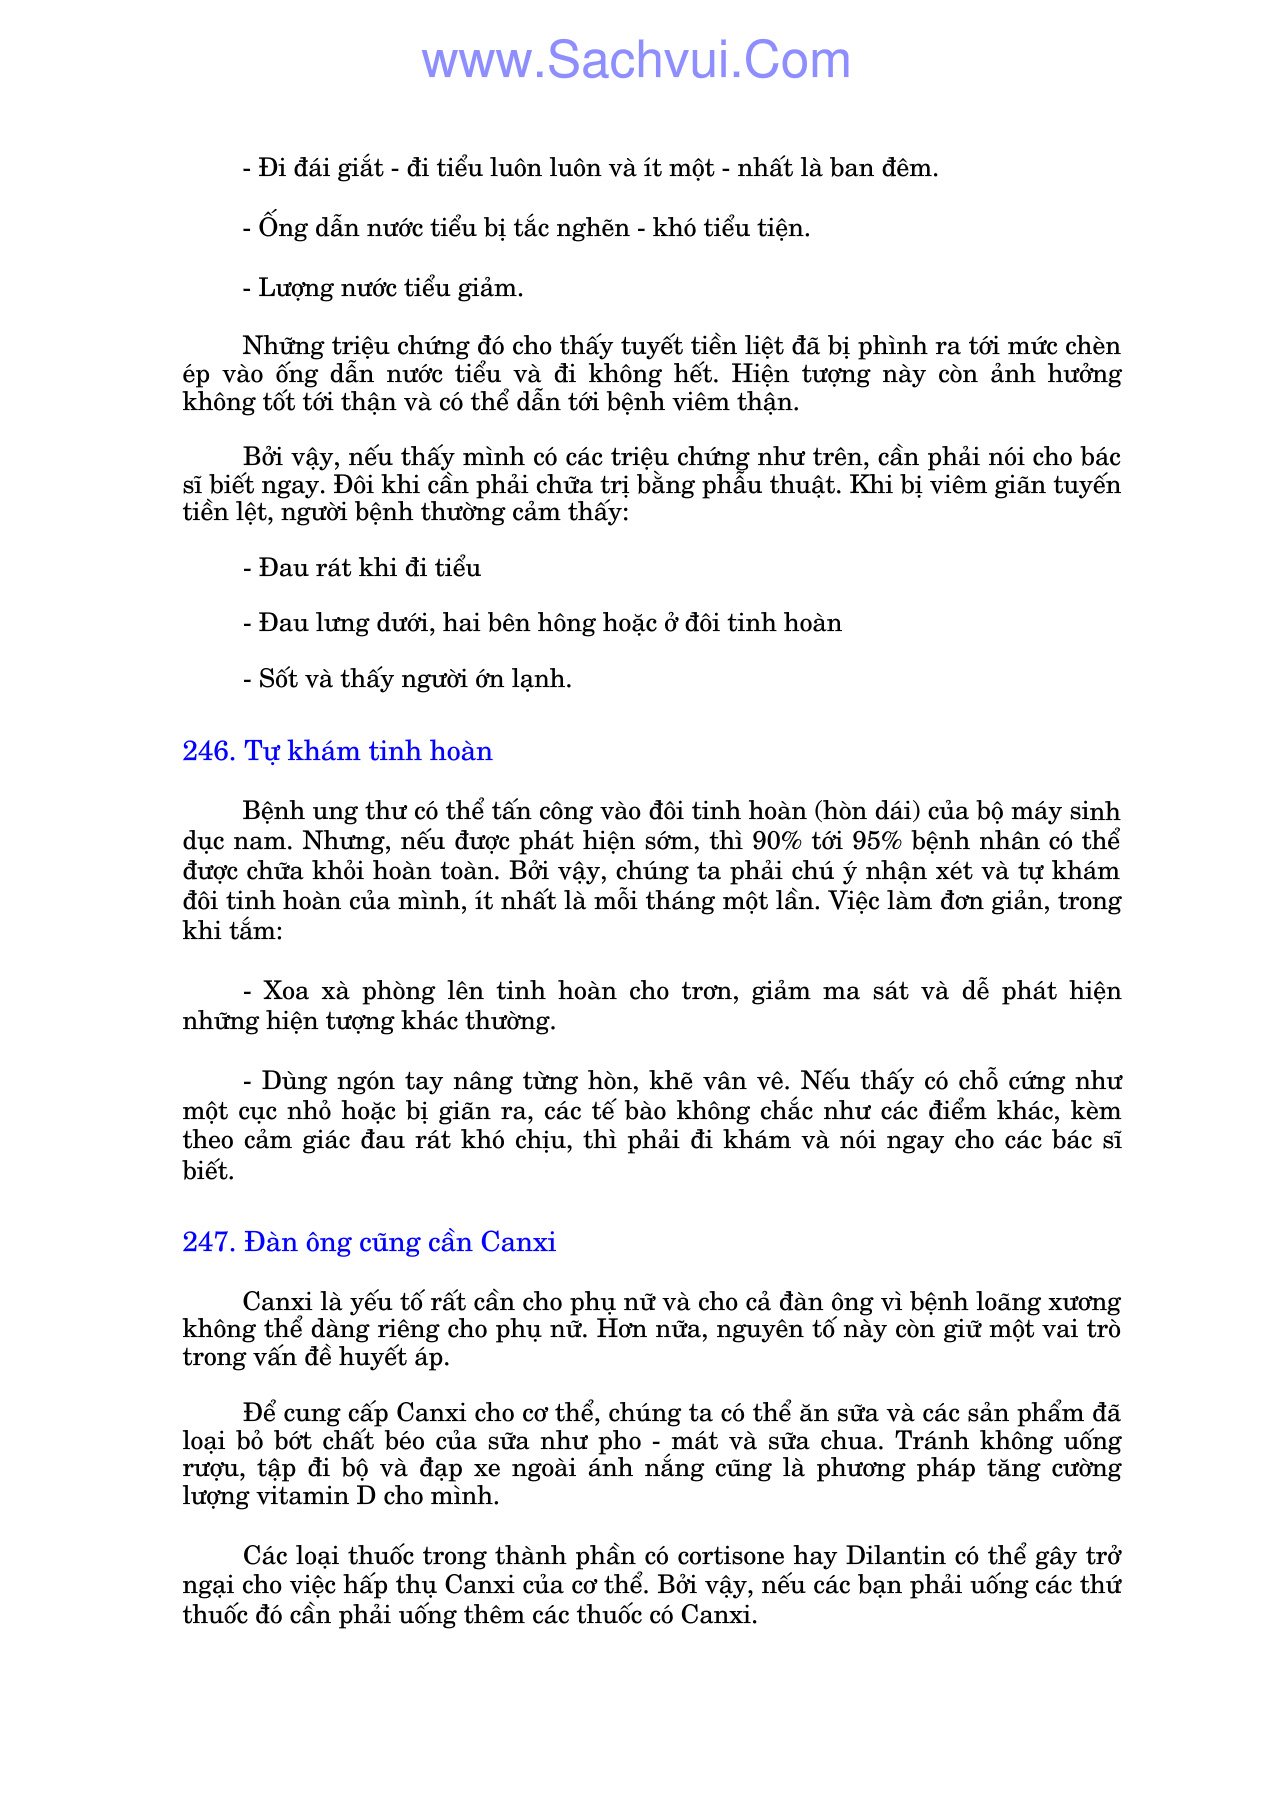 www.Sachvui.Com
- Đi đái giắt - đi tiểu luôn luôn và ít một - nhất là ban đêm.
- Ống dẫn nước tiểu bị tắc nghẽn - khó tiểu tiện.
- Lượng nước tiểu giảm.
Những triệu chứng đó cho thấy tuyết tiền liệt đã bị phình ra tới mức chèn
ép vào ống dẫn nước tiểu và đi không hết. Hiện tượng này còn ảnh hưởng
không tốt tới thận và có thể dẫn tới bệnh viêm thận.
Bởi vậy, nếu thấy mình có các triệu chứng như trên, cần phải nói cho bác
sĩ biết ngay. Đôi khi cần phải chữa trị bằng phẫu thuật. Khi bị viêm giãn tuyến
tiền lệt, người bệnh thường cảm thấy:
- Đau rát khi đi tiểu
- Đau lưng dưới, hai bên hông hoặc ở đôi tinh hoàn
- Sốt và thấy người ớn lạnh.
246. Tự khám tinh hoàn
Bệnh ung thư có thể tấn công vào đôi tinh hoàn (hòn dái) của bộ máy sinh
dục nam. Nhưng, nếu được phát hiện sớm, thì 90% tới 95% bệnh nhân có thể
được chữa khỏi hoàn toàn. Bởi vậy, chúng ta phải chú ý nhận xét và tự khám
đôi tinh hoàn của mình, ít nhất là mỗi tháng một lần. Việc làm đơn giản, trong
khi tắm:
- Xoa xà phòng lên tinh hoàn cho trơn, giảm ma sát và dễ phát hiện
những hiện tượng khác thường.
- Dùng ngón tay nâng từng hòn, khẽ vân vê. Nếu thấy có chỗ cứng như
một cục nhỏ hoặc bị giãn ra, các tế bào không chắc như các điểm khác, kèm
theo cảm giác đau rát khó chịu, thì phải đi khám và nói ngay cho các bác sĩ
biết.
247. Đàn ông cũng cần Canxi
Canxi là yếu tố rất cần cho phụ nữ và cho cả đàn ông vì bệnh loãng xương
không thể dàng riêng cho phụ nữ. Hơn nữa, nguyên tố này còn giữ một vai trò
trong vấn đề huyết áp.
Để cung cấp Canxi cho cơ thể, chúng ta có thể ăn sữa và các sản phẩm đã
loại bỏ bớt chất béo của sữa như pho - mát và sữa chua. Tránh không uống
rượu, tập đi bộ và đạp xe ngoài ánh nắng cũng là phương pháp tăng cường
lượng vitamin D cho mình.
Các loại thuốc trong thành phần có cortisone hay Dilantin có thể gây trở
ngại cho việc hấp thụ Canxi của cơ thể. Bởi vậy, nếu các bạn phải uống các thứ
thuốc đó cần phải uống thêm các thuốc có Canxi.